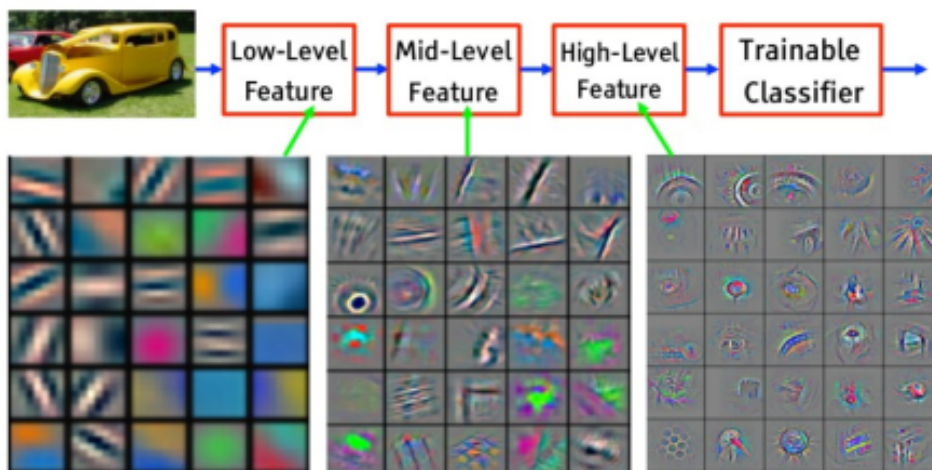 Low-Level
Feature
Mid-Level
Feature
High-Level
Feature
Trainable
Classifier